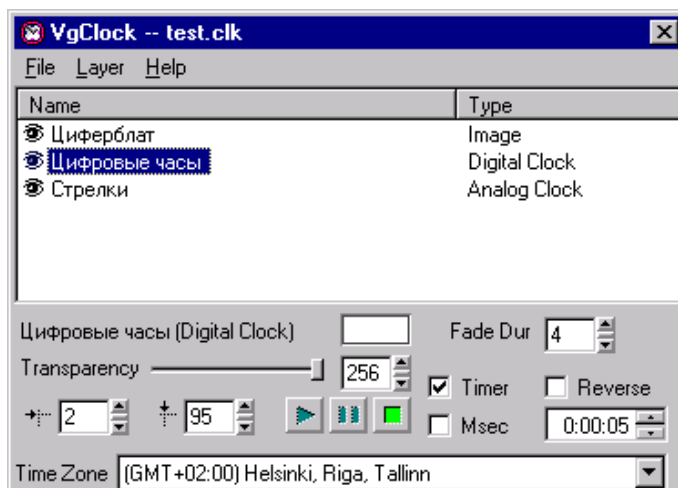 VgClock -- test.clk
File Layer Help
Name Type
Циферблат Image
Цифровые часы Digital Clock
Стрелки Analog Clock
Цифровые часы (Digital Clock) Fade Dur 4
Transparency 256 Timer Reverse
2 95 Msec 0:00:05
Time Zone (GMT+02:00) Helsinki, Riga, Tallinn